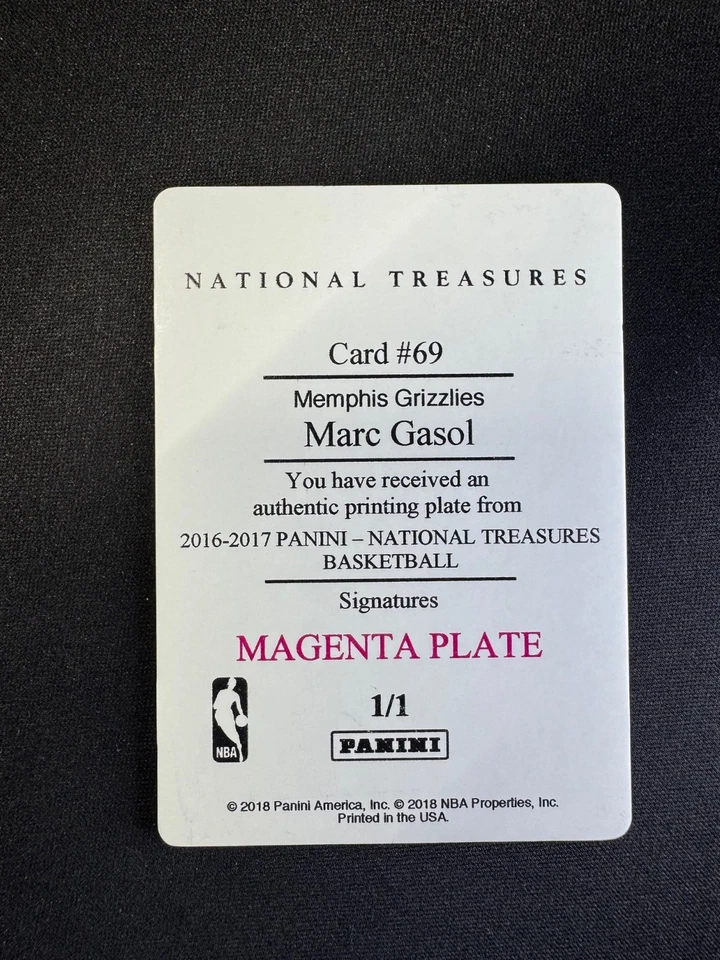 NATIONAL TREASURES
Card #69
Memphis Grizzlies
Marc Gasol
You have received an
authentic printing plate from
2016-2017 PANINI – NATIONAL TREASURES
BASKETBALL
Signatures
MAGENTA PLATE
1/1
NBA
PANINI
© 2018 Panini America, Inc. © 2018 NBA Properties, Inc.
Printed in the USA.